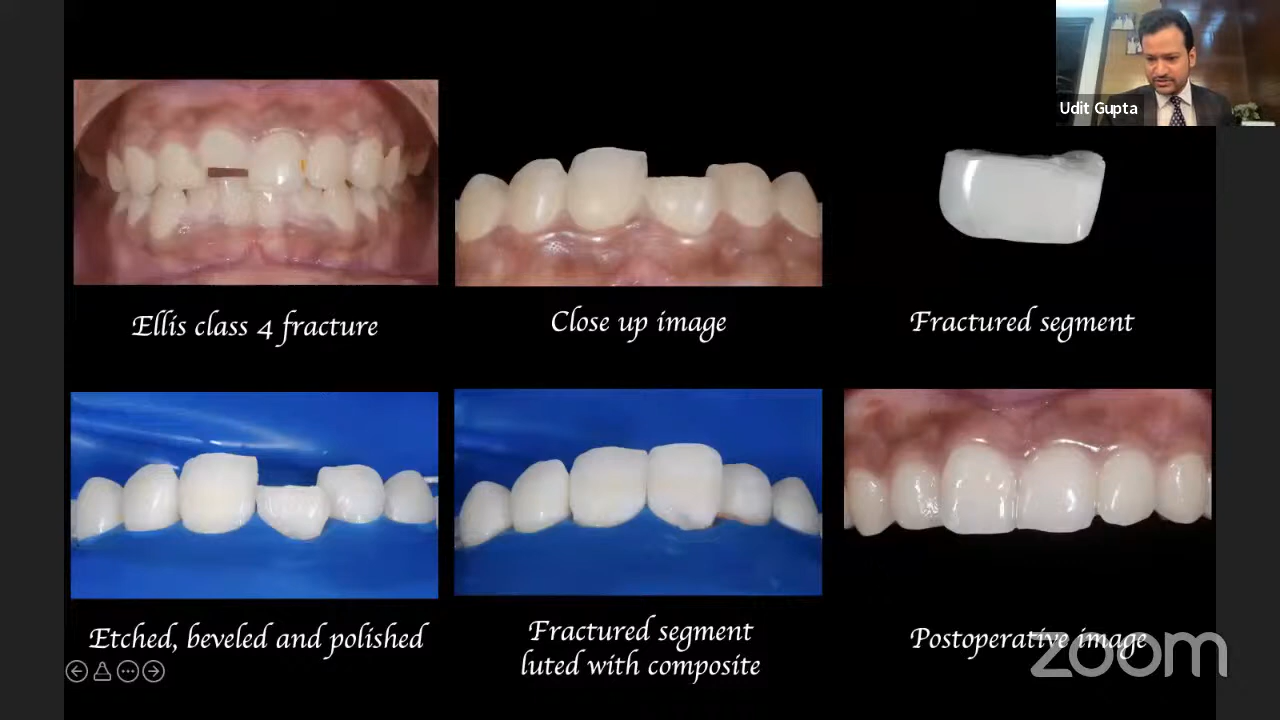 Udit Gupta
Ellis class 4 fracture
Close up image
Fractured segment
Etched, beveled and polished
Fractured segment
luted with composite
Postoperative image
zoom